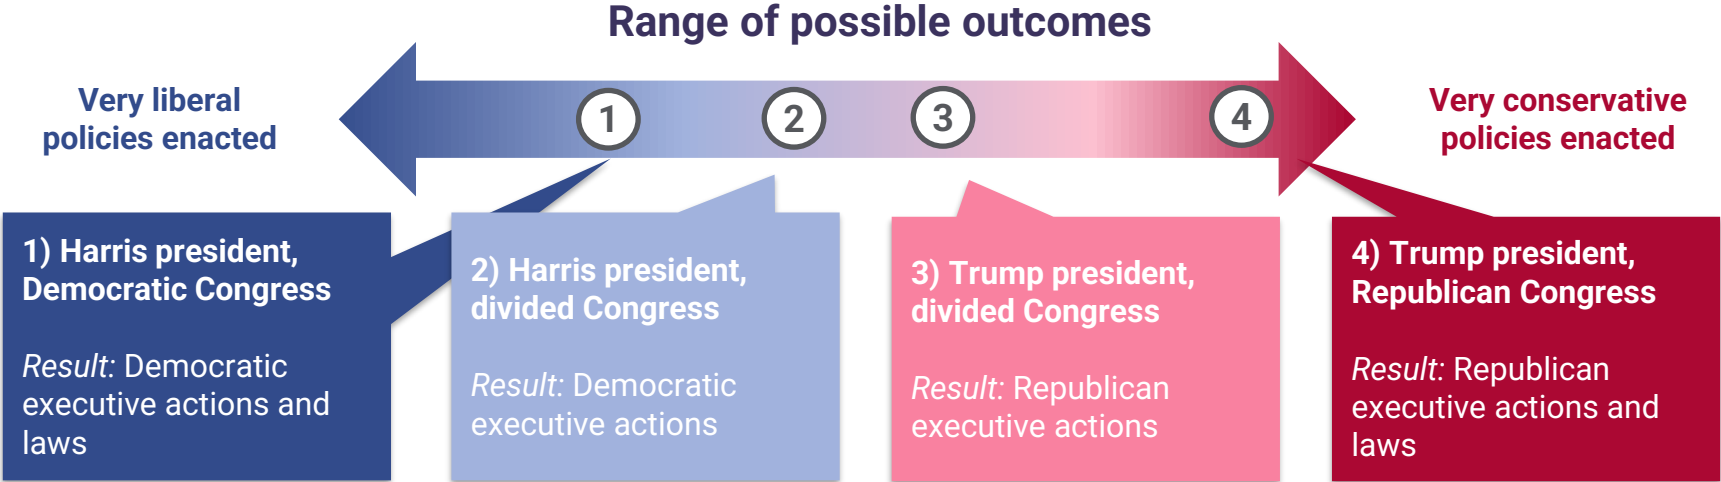 Range of possible outcomes
Very liberal
policies enacted
1
2
3
4
Very conservative
policies enacted
1) Harris president,
Democratic Congress
Result: Democratic
executive actions and
laws
2) Harris president,
divided Congress
Result: Democratic
executive actions
3) Trump president,
divided Congress
Result: Republican
executive actions
4) Trump president,
Republican Congress
Result: Republican
executive actions and
laws